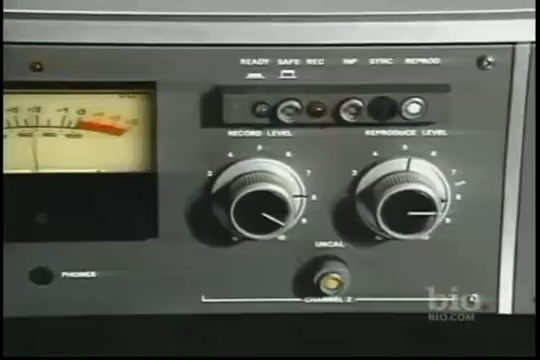 READY SAFE REC INP SYNC REPROD
RECORD LEVEL REPRODUCE LEVEL
UNCAL
PHONES
CHANNEL 2
bio
BIO.COM